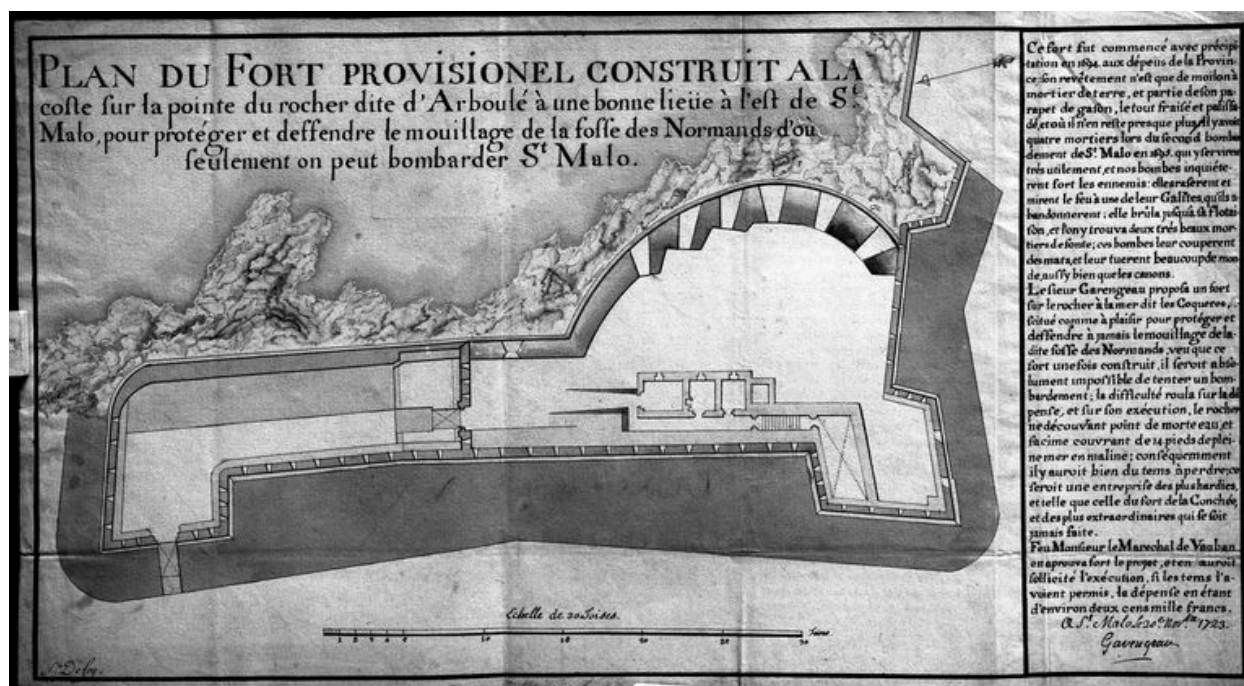 PLAN DU FORT PROVISIONEL CONSTRUIT A LA
coste sur la pointe du rocher dite d'Arboulé à une bonne lieüe à l'est de St.
Malo, pour protéger et deffendre le mouillage de la fosse des Normands d'où
seulement on peut bombarder St Malo.
Ce fort fut commencé avec précipi-
tation en 1694. aux dépens de la Provin-
ce: son revêtement n'est que de moilon à
mortier de terre, et partie de son pa-
rapet de gason, le tout fraisé et palissa-
dé, et où il n'en reste presque plus. Il y avoit
quatre mortiers lors du second bombar-
dement de St. Malo en 1695. qui y servirent
trés utilement, et nos bombes inquiéte-
rent fort les ennemis: elles raserent et
mirent le feu à une de leur Galiotes, qu'ils a-
bandonnerent; elle brûla jusqu'à sa flotai-
son, et l'on y trouva deux trés beaux mor-
tiers de fonte; ces bombes leur couperent
des mats, et leur tuerent beaucoup de mon-
de, aussy bien que les canons.
Le sieur Garengeau proposa un fort
sur le rocher à la mer dit les Coqueres,
scitué comme à plaisir pour protéger et
deffendre à jamais le mouillage de la-
dite fosse des Normands, veu que ce
fort une fois construit, il seroit abso-
lument impossible de tenter un bom-
bardement; la difficulté roula sur la dé-
pense, et sur son exécution, le rocher
ne découvrant point de morte eau, et
sa cime couvrant de 14 pieds de plei-
ne mer en maline; conséquemment
il y auroit bien du tems à perdre; ce
seroit une entreprise des plus hardies,
et telle que celle du fort de la Conchée,
et des plus extraordinaires qui se soit
jamais faite.
Feu Monsieur le Marechal de Vauban
en aprouva fort le projet, et en auroit
sollicité l'exécution, si les tems l'a-
voient permis, la dépense en étant
d'environ deux cens mille francs.
A St. Malo le 20e. Nov.bre 1723.
Garengeau
Echelle de 20 Toises.
10 20 30 Toises